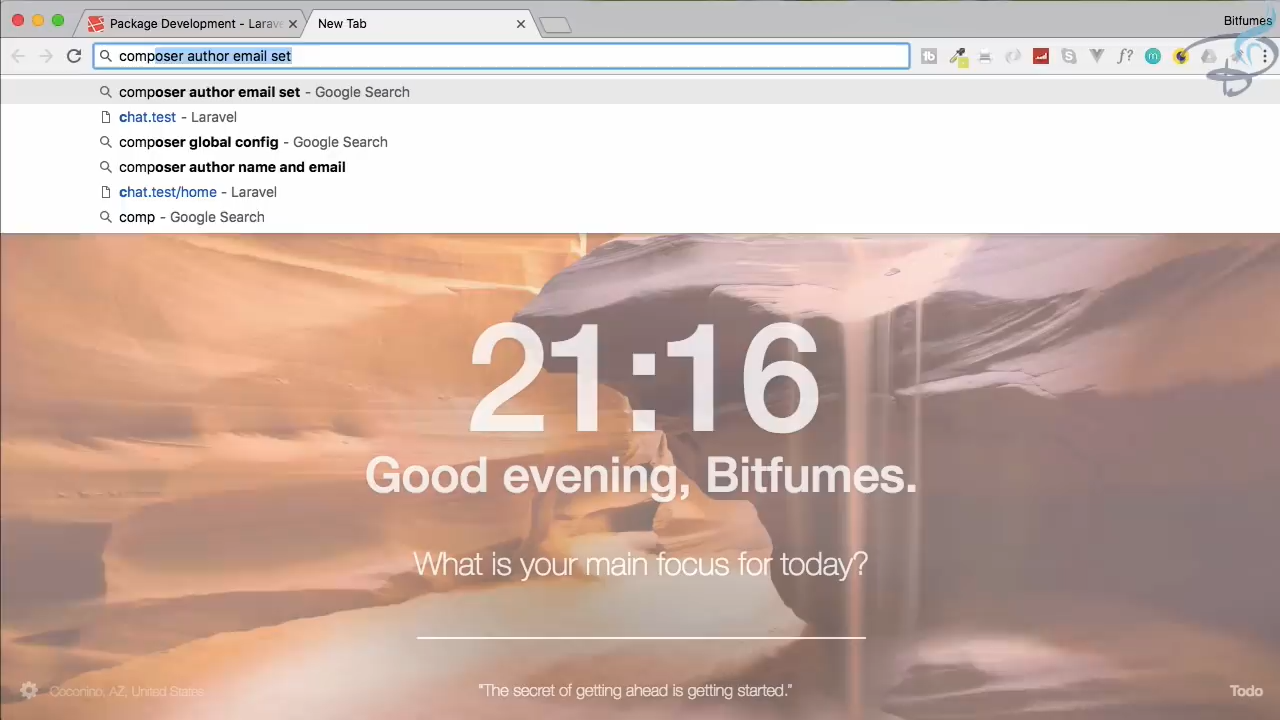 Package Development - Larave
New Tab
Bitfumes
composer author email set
composer author email set - Google Search
chat.test - Laravel
composer global config - Google Search
composer author name and email
chat.test/home - Laravel
comp - Google Search
21:16
Good evening, Bitfumes.
What is your main focus for today?
Coconino, AZ, United States
"The secret of getting ahead is getting started."
Todo